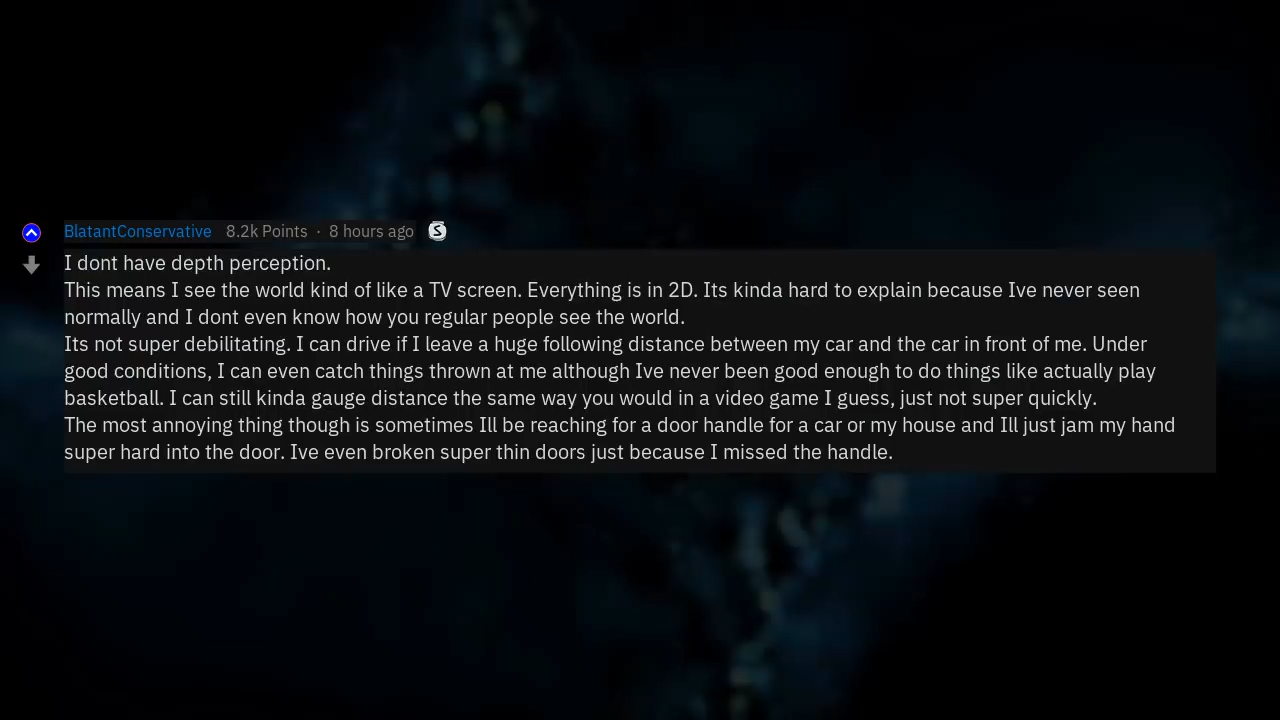 BlatantConservative 8.2k Points · 8 hours ago
I dont have depth perception.
This means I see the world kind of like a TV screen. Everything is in 2D. Its kinda hard to explain because Ive never seen
normally and I dont even know how you regular people see the world.
Its not super debilitating. I can drive if I leave a huge following distance between my car and the car in front of me. Under
good conditions, I can even catch things thrown at me although Ive never been good enough to do things like actually play
basketball. I can still kinda gauge distance the same way you would in a video game I guess, just not super quickly.
The most annoying thing though is sometimes Ill be reaching for a door handle for a car or my house and Ill just jam my hand
super hard into the door. Ive even broken super thin doors just because I missed the handle.